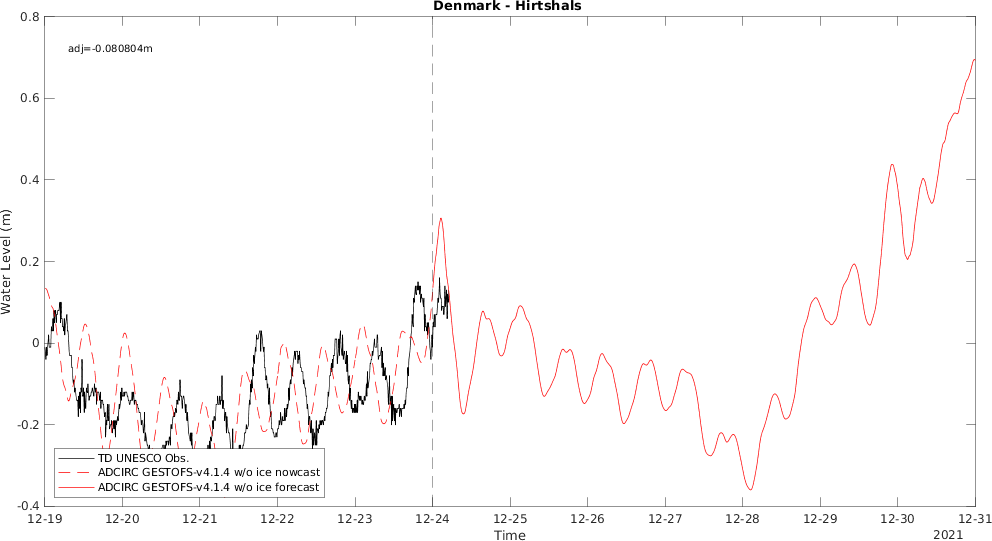 Denmark - Hirtshals
adj=-0.080804m
Water Level (m)
0.8
0.6
0.4
0.2
0
-0.2
-0.4
TD UNESCO Obs.
ADCIRC GESTOFS-v4.1.4 w/o ice nowcast
ADCIRC GESTOFS-v4.1.4 w/o ice forecast
12-19 12-20 12-21 12-22 12-23 12-24 12-25 12-26 12-27 12-28 12-29 12-30 12-31
Time
2021